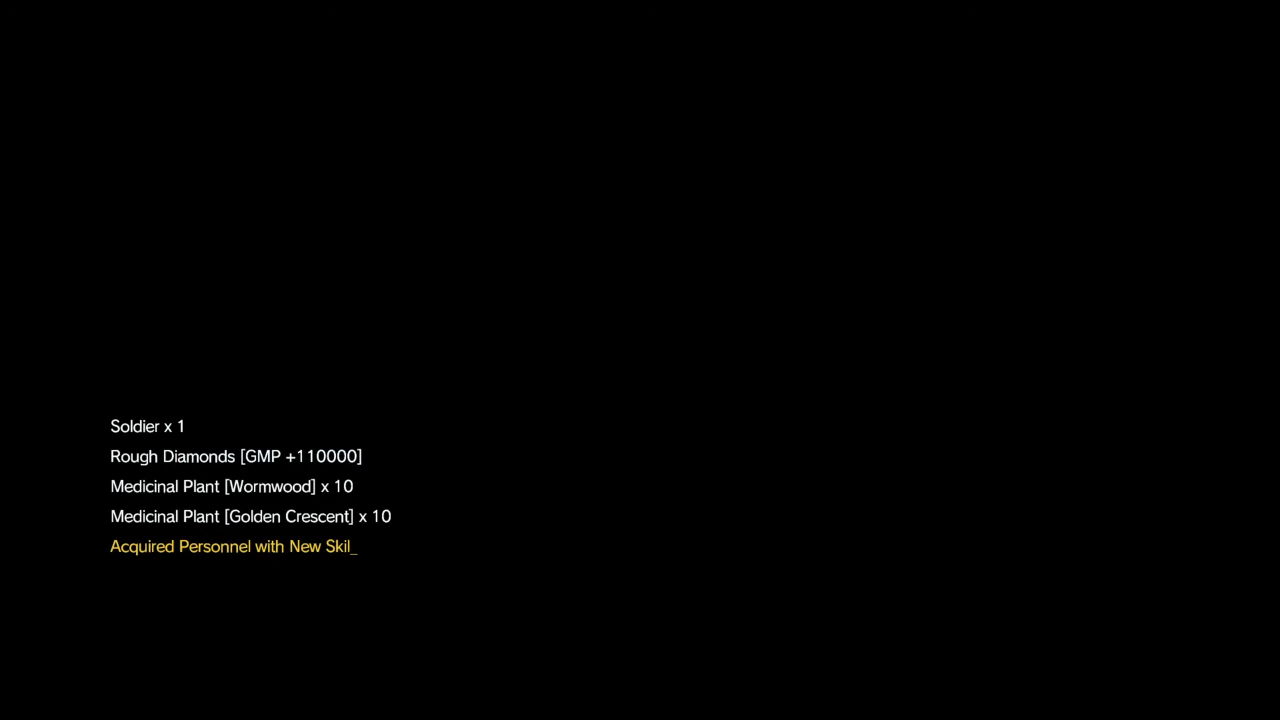 Soldier x 1
Rough Diamonds [GMP +110000]
Medicinal Plant [Wormwood] x 10
Medicinal Plant [Golden Crescent] x 10
Acquired Personnel with New Skil_